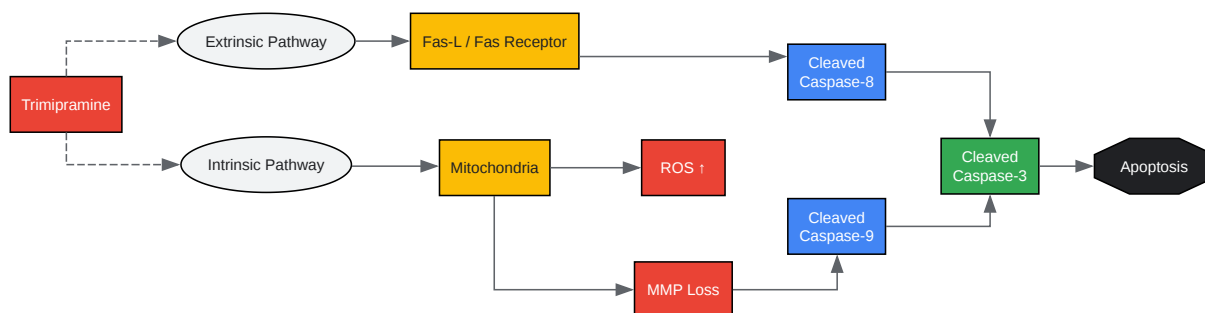 Extrinsic Pathway
Fas-L / Fas Receptor
Cleaved
Caspase-8
Trimipramine
Intrinsic Pathway
Mitochondria
ROS ↑
Cleaved
Caspase-3
Apoptosis
Cleaved
Caspase-9
MMP Loss